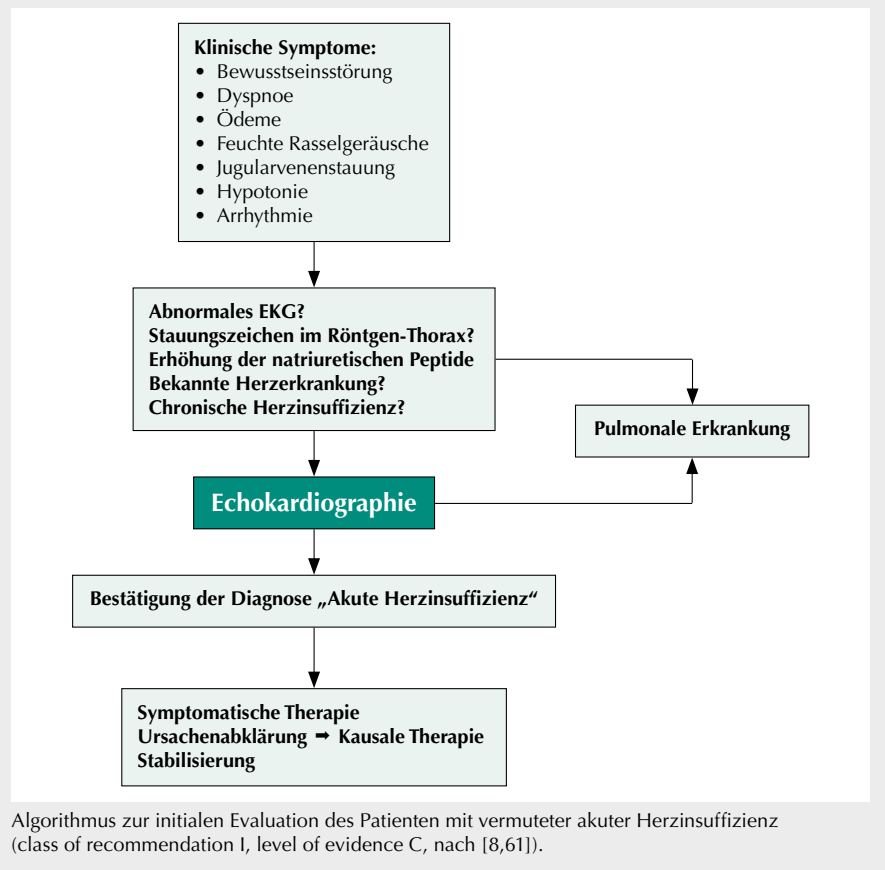 Klinische Symptome:
• Bewusstseinsstörung
• Dyspnoe
• Ödeme
• Feuchte Rasselgeräusche
• Jugularvenenstauung
• Hypotonie
• Arrhythmie
Abnormales EKG?
Stauungszeichen im Röntgen-Thorax?
Erhöhung der natriuretischen Peptide
Bekannte Herzerkrankung?
Chronische Herzinsuffizienz?
Pulmonale Erkrankung
Echokardiographie
Bestätigung der Diagnose „Akute Herzinsuffizienz“
Symptomatische Therapie
Ursachenabklärung ➡ Kausale Therapie
Stabilisierung
Algorithmus zur initialen Evaluation des Patienten mit vermuteter akuter Herzinsuffizienz
(class of recommendation I, level of evidence C, nach [8,61]).